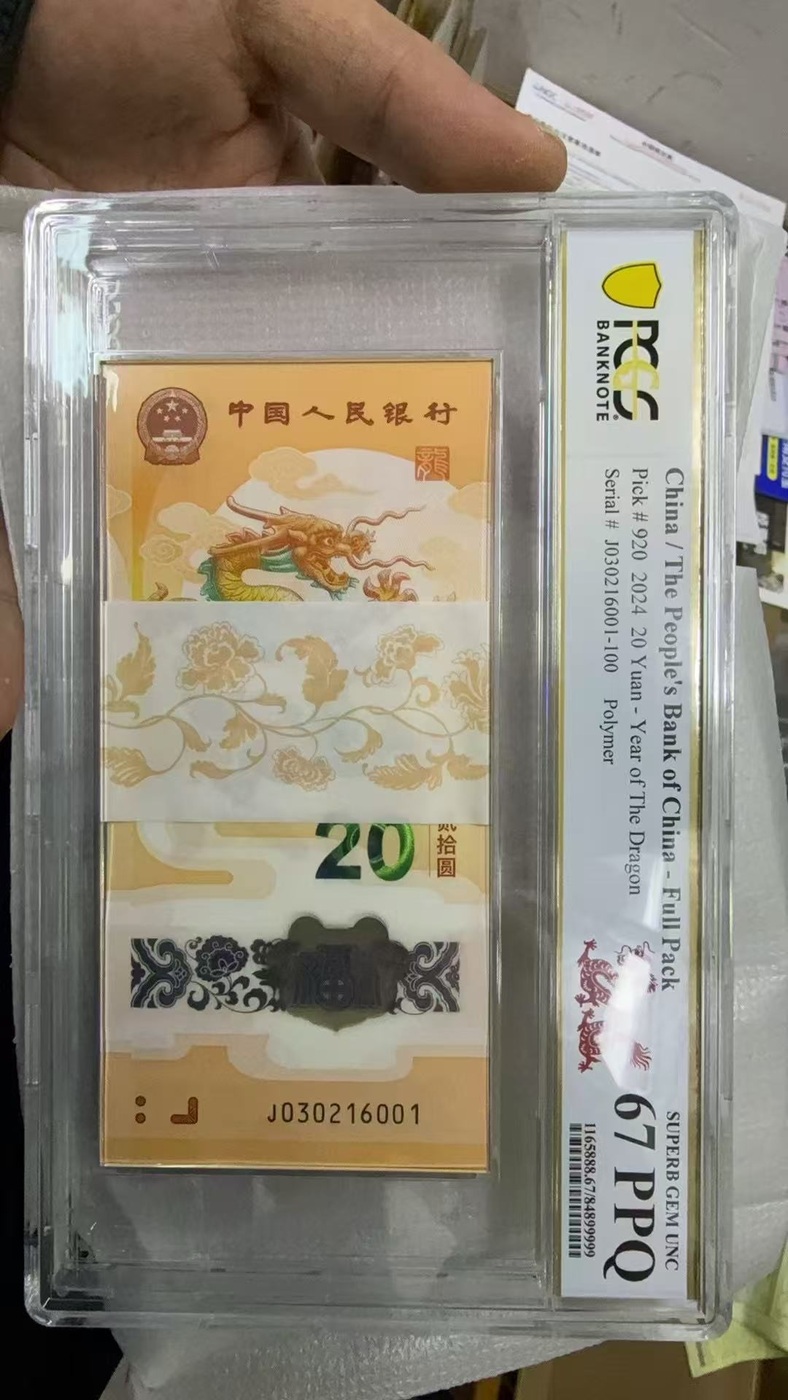 中国人民银行
龍
20
贰拾圆
J030216001
PCGS
BANKNOTE
China / The People's Bank of China - Full Pack
Pick # 920 2024 20 Yuan - Year of The Dragon
Serial # J030216001-100 Polymer
SUPERB GEM UNC
67 PPQ
1165888.67/84899999